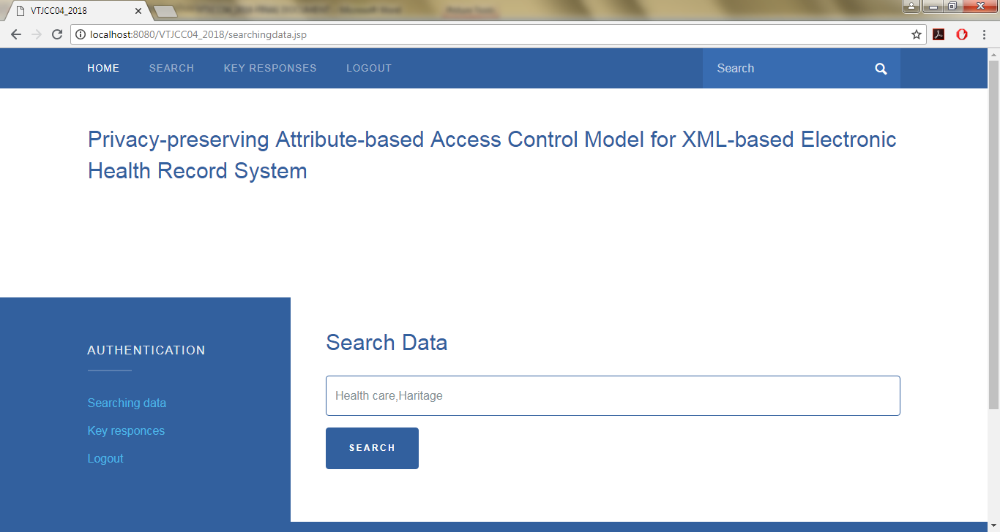 VTJCC04_2018
localhost:8080/VTJCC04_2018/searchingdata.jsp
HOME SEARCH KEY RESPONSES LOGOUT Search
Privacy-preserving Attribute-based Access Control Model for XML-based Electronic
Health Record System
AUTHENTICATION
Searching data
Key responces
Logout
Search Data
Health care,Haritage
SEARCH